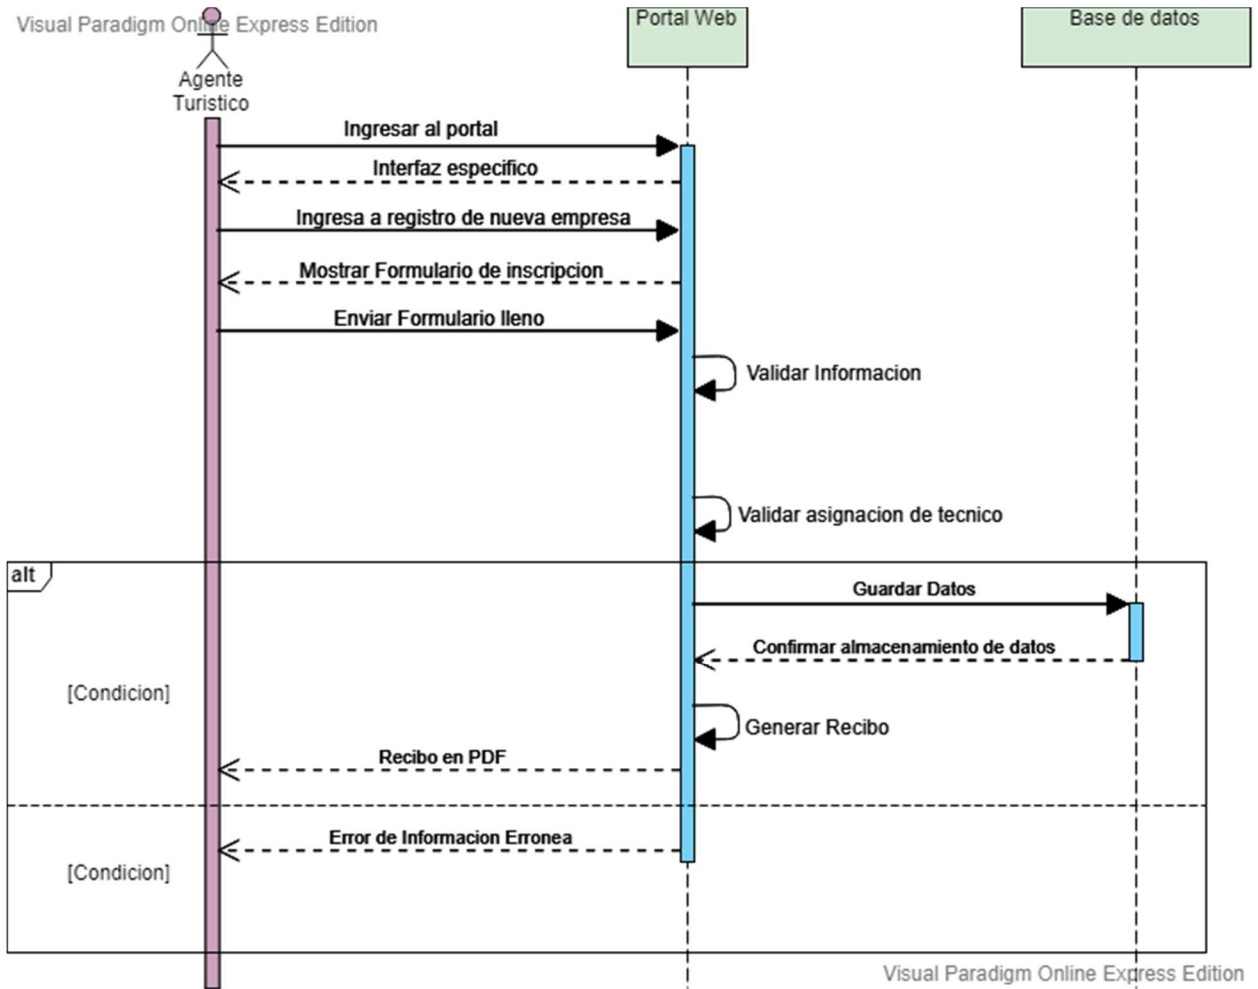 Visual Paradigm Online Express Edition
Portal Web
Base de datos
Agente
Turistico
Ingresar al portal
Interfaz especifico
Ingresa a registro de nueva empresa
Mostrar Formulario de inscripcion
Enviar Formulario lleno
Validar Informacion
Validar asignacion de tecnico
alt
Guardar Datos
Confirmar almacenamiento de datos
[Condicion]
Generar Recibo
Recibo en PDF
Error de Informacion Erronea
[Condicion]
Visual Paradigm Online Express Edition